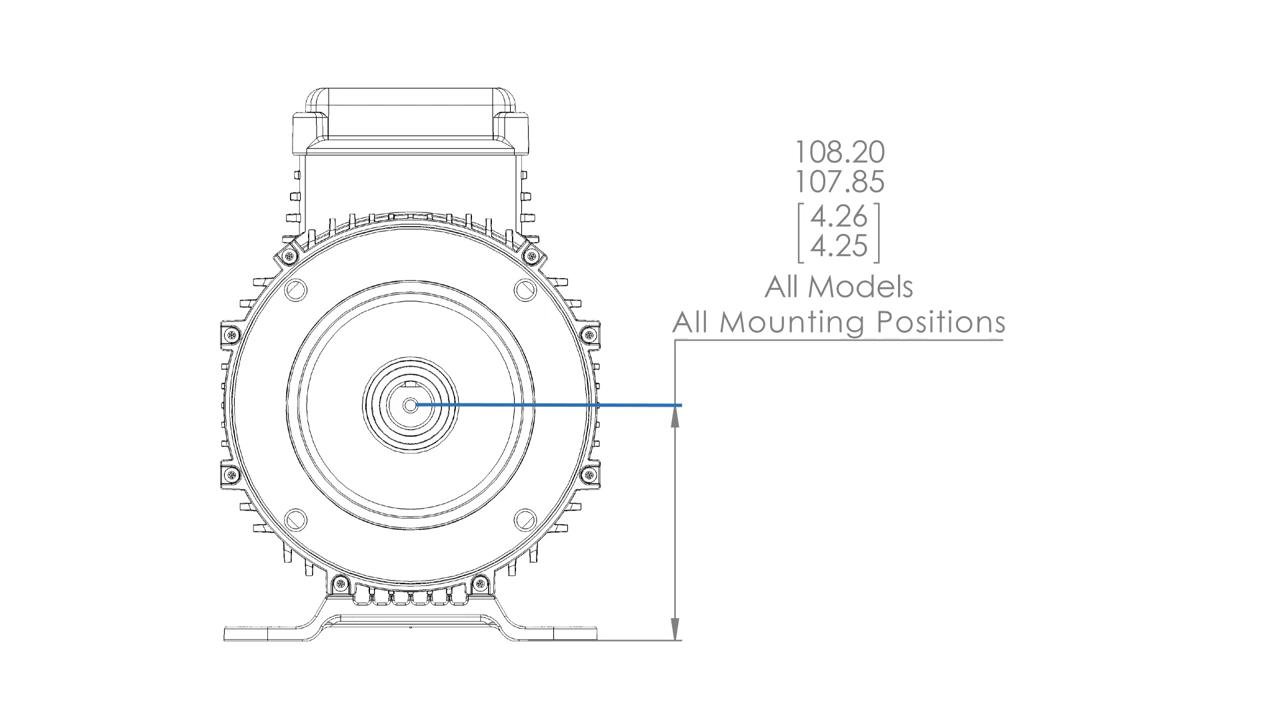 108.20
107.85
[4.26
4.25]
All Models
All Mounting Positions